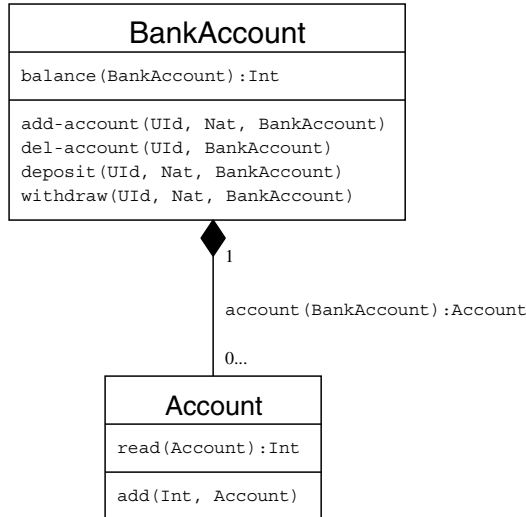 BankAccount
balance(BankAccount):Int
add-account(UId, Nat, BankAccount)
del-account(UId, BankAccount)
deposit(UId, Nat, BankAccount)
withdraw(UId, Nat, BankAccount)
1
account(BankAccount):Account
0...
Account
read(Account):Int
add(Int, Account)